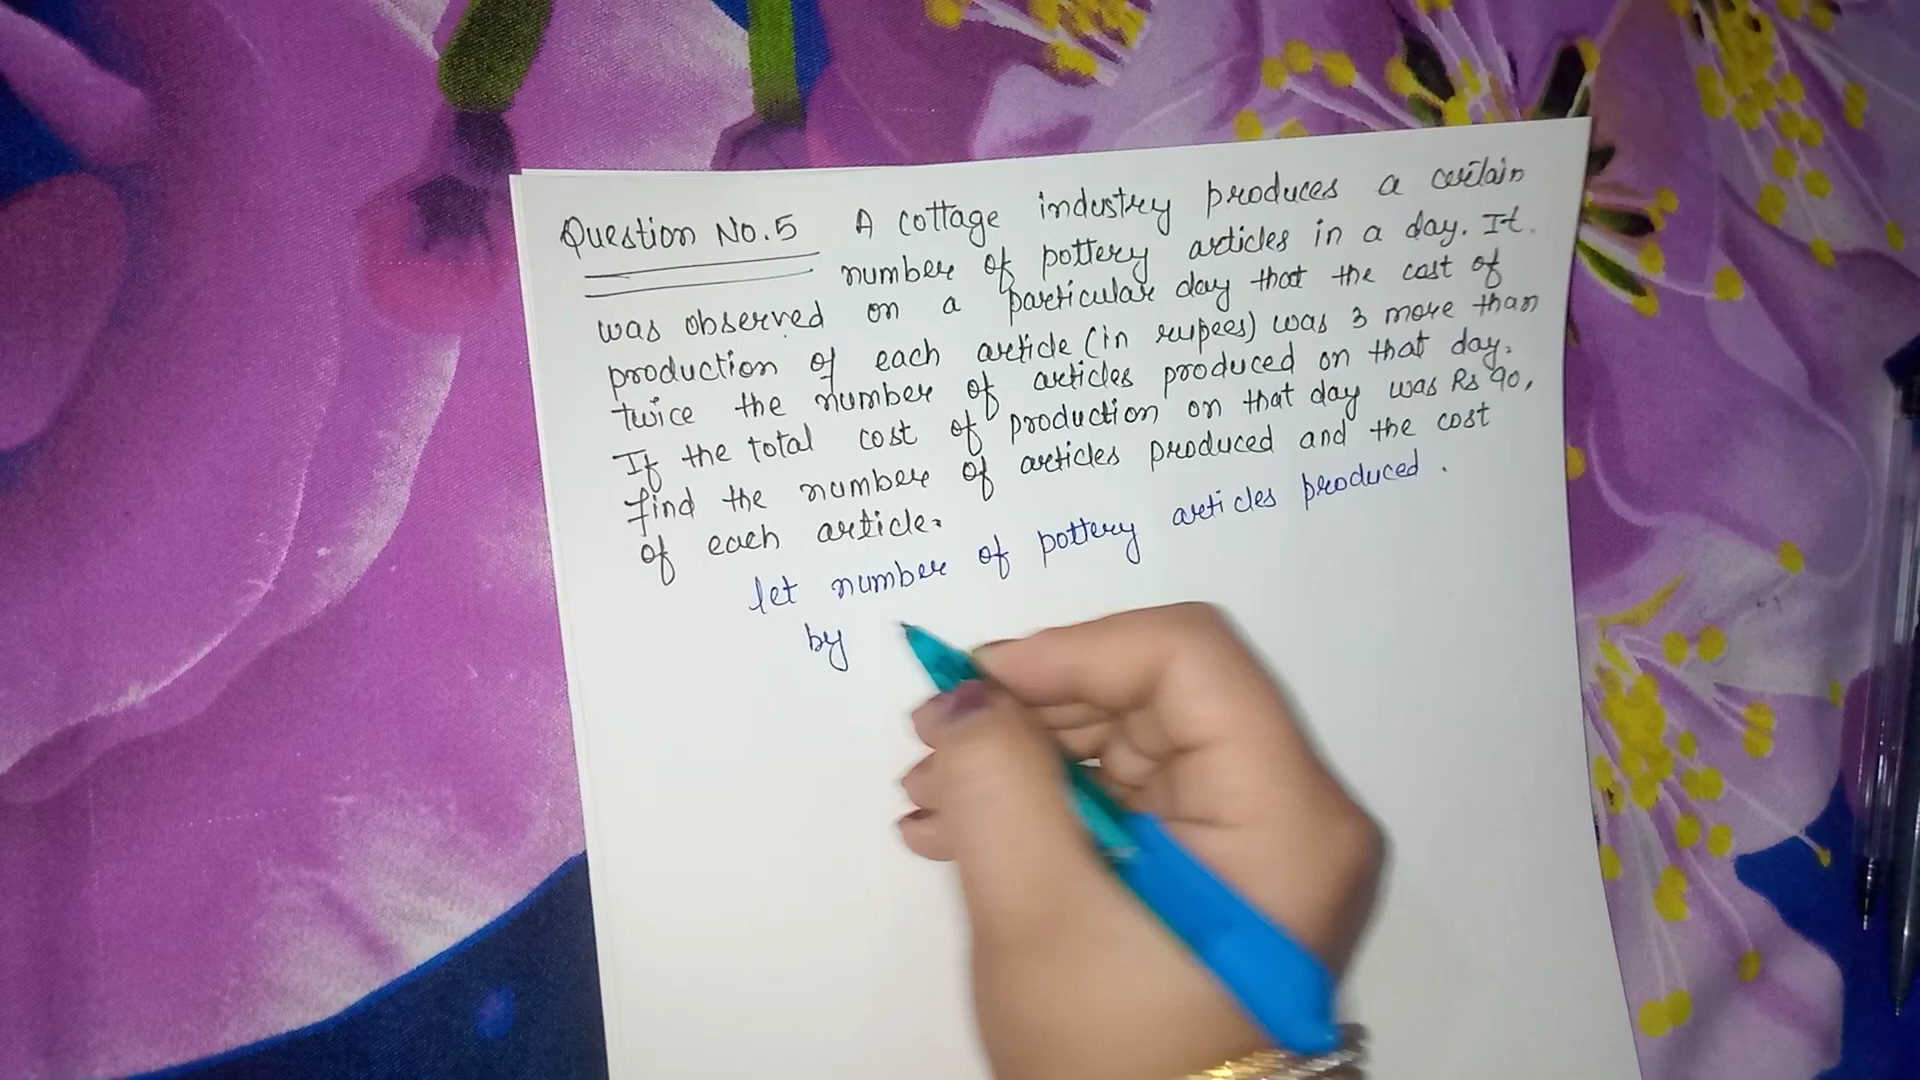 Question No.5 A cottage industry produces a certain
number of pottery articles in a day. It
was observed on a particular day that the cost of
production of each article (in rupees) was 3 more than
twice the number of articles produced on that day.
If the total cost of production on that day was Rs 90,
find the number of articles produced and the cost
of each article.
let number of pottery articles produced.
by